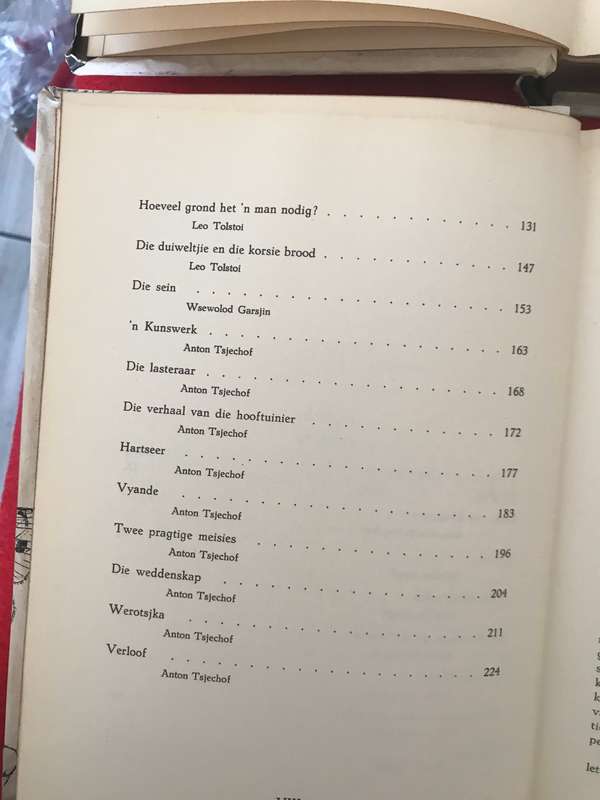 Hoeveel grond het 'n man nodig? . . . . . . . . . . . 131
Leo Tolstoi
Die duiweltjie en die korsie brood . . . . . . . . . . 147
Leo Tolstoi
Die sein . . . . . . . . . . . . . . . . 153
Wsewolod Garsjin
'n Kunswerk . . . . . . . . . . . . . . . 163
Anton Tsjechof
Die lasteraar . . . . . . . . . . . . . . . 168
Anton Tsjechof
Die verhaal van die hooftuinier . . . . . . . . . . 172
Anton Tsjechof
Hartseer . . . . . . . . . . . . . . . . 177
Anton Tsjechof
Vyande . . . . . . . . . . . . . . . . 183
Anton Tsjechof
Twee pragtige meisies . . . . . . . . . . . . 196
Anton Tsjechof
Die weddenskap . . . . . . . . . . . . . . 204
Anton Tsjechof
Werotsjka . . . . . . . . . . . . . . . 211
Anton Tsjechof
Verloof . . . . . . . . . . . . . . . . 224
Anton Tsjechof